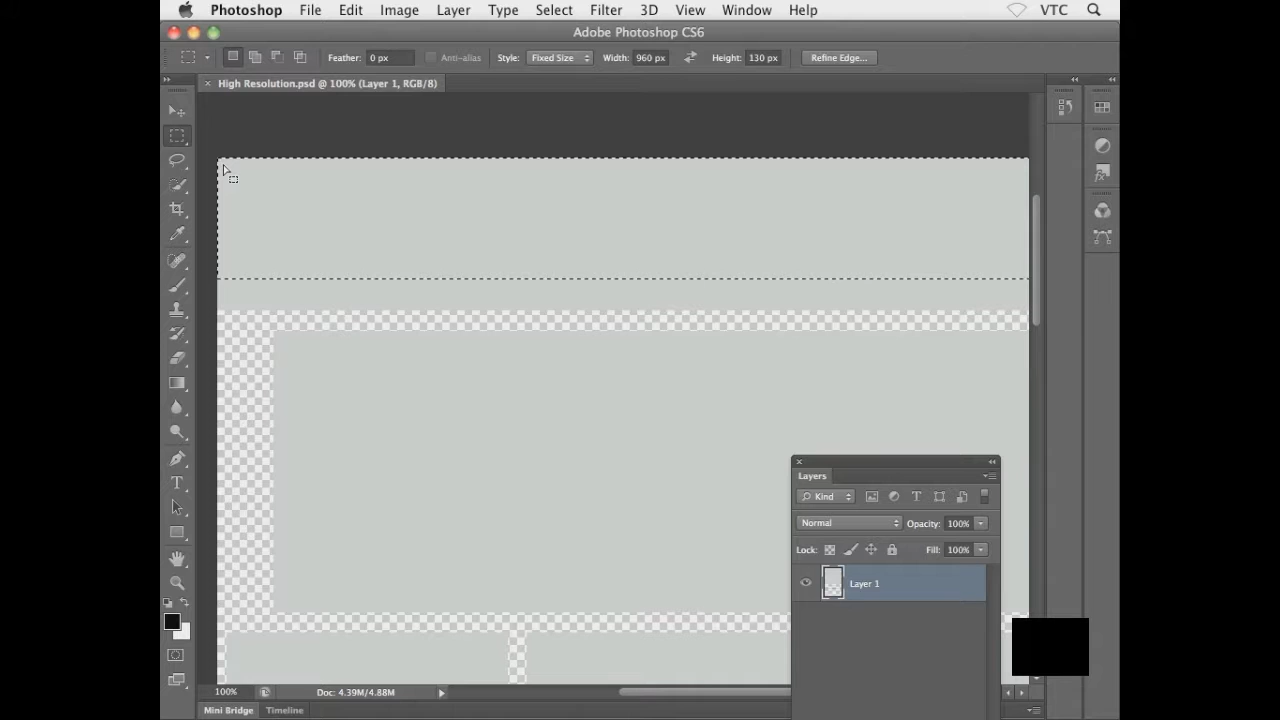 Photoshop File Edit Image Layer Type Select Filter 3D View Window Help VTC
Adobe Photoshop CS6
Feather: 0 px Anti-alias Style: Fixed Size Width: 960 px Height: 130 px Refine Edge...
High Resolution.psd @ 100% (Layer 1, RGB/8)
Layers
Kind
Normal Opacity: 100%
Lock: Fill: 100%
Layer 1
100% Doc: 4.39M/4.88M
Mini Bridge Timeline